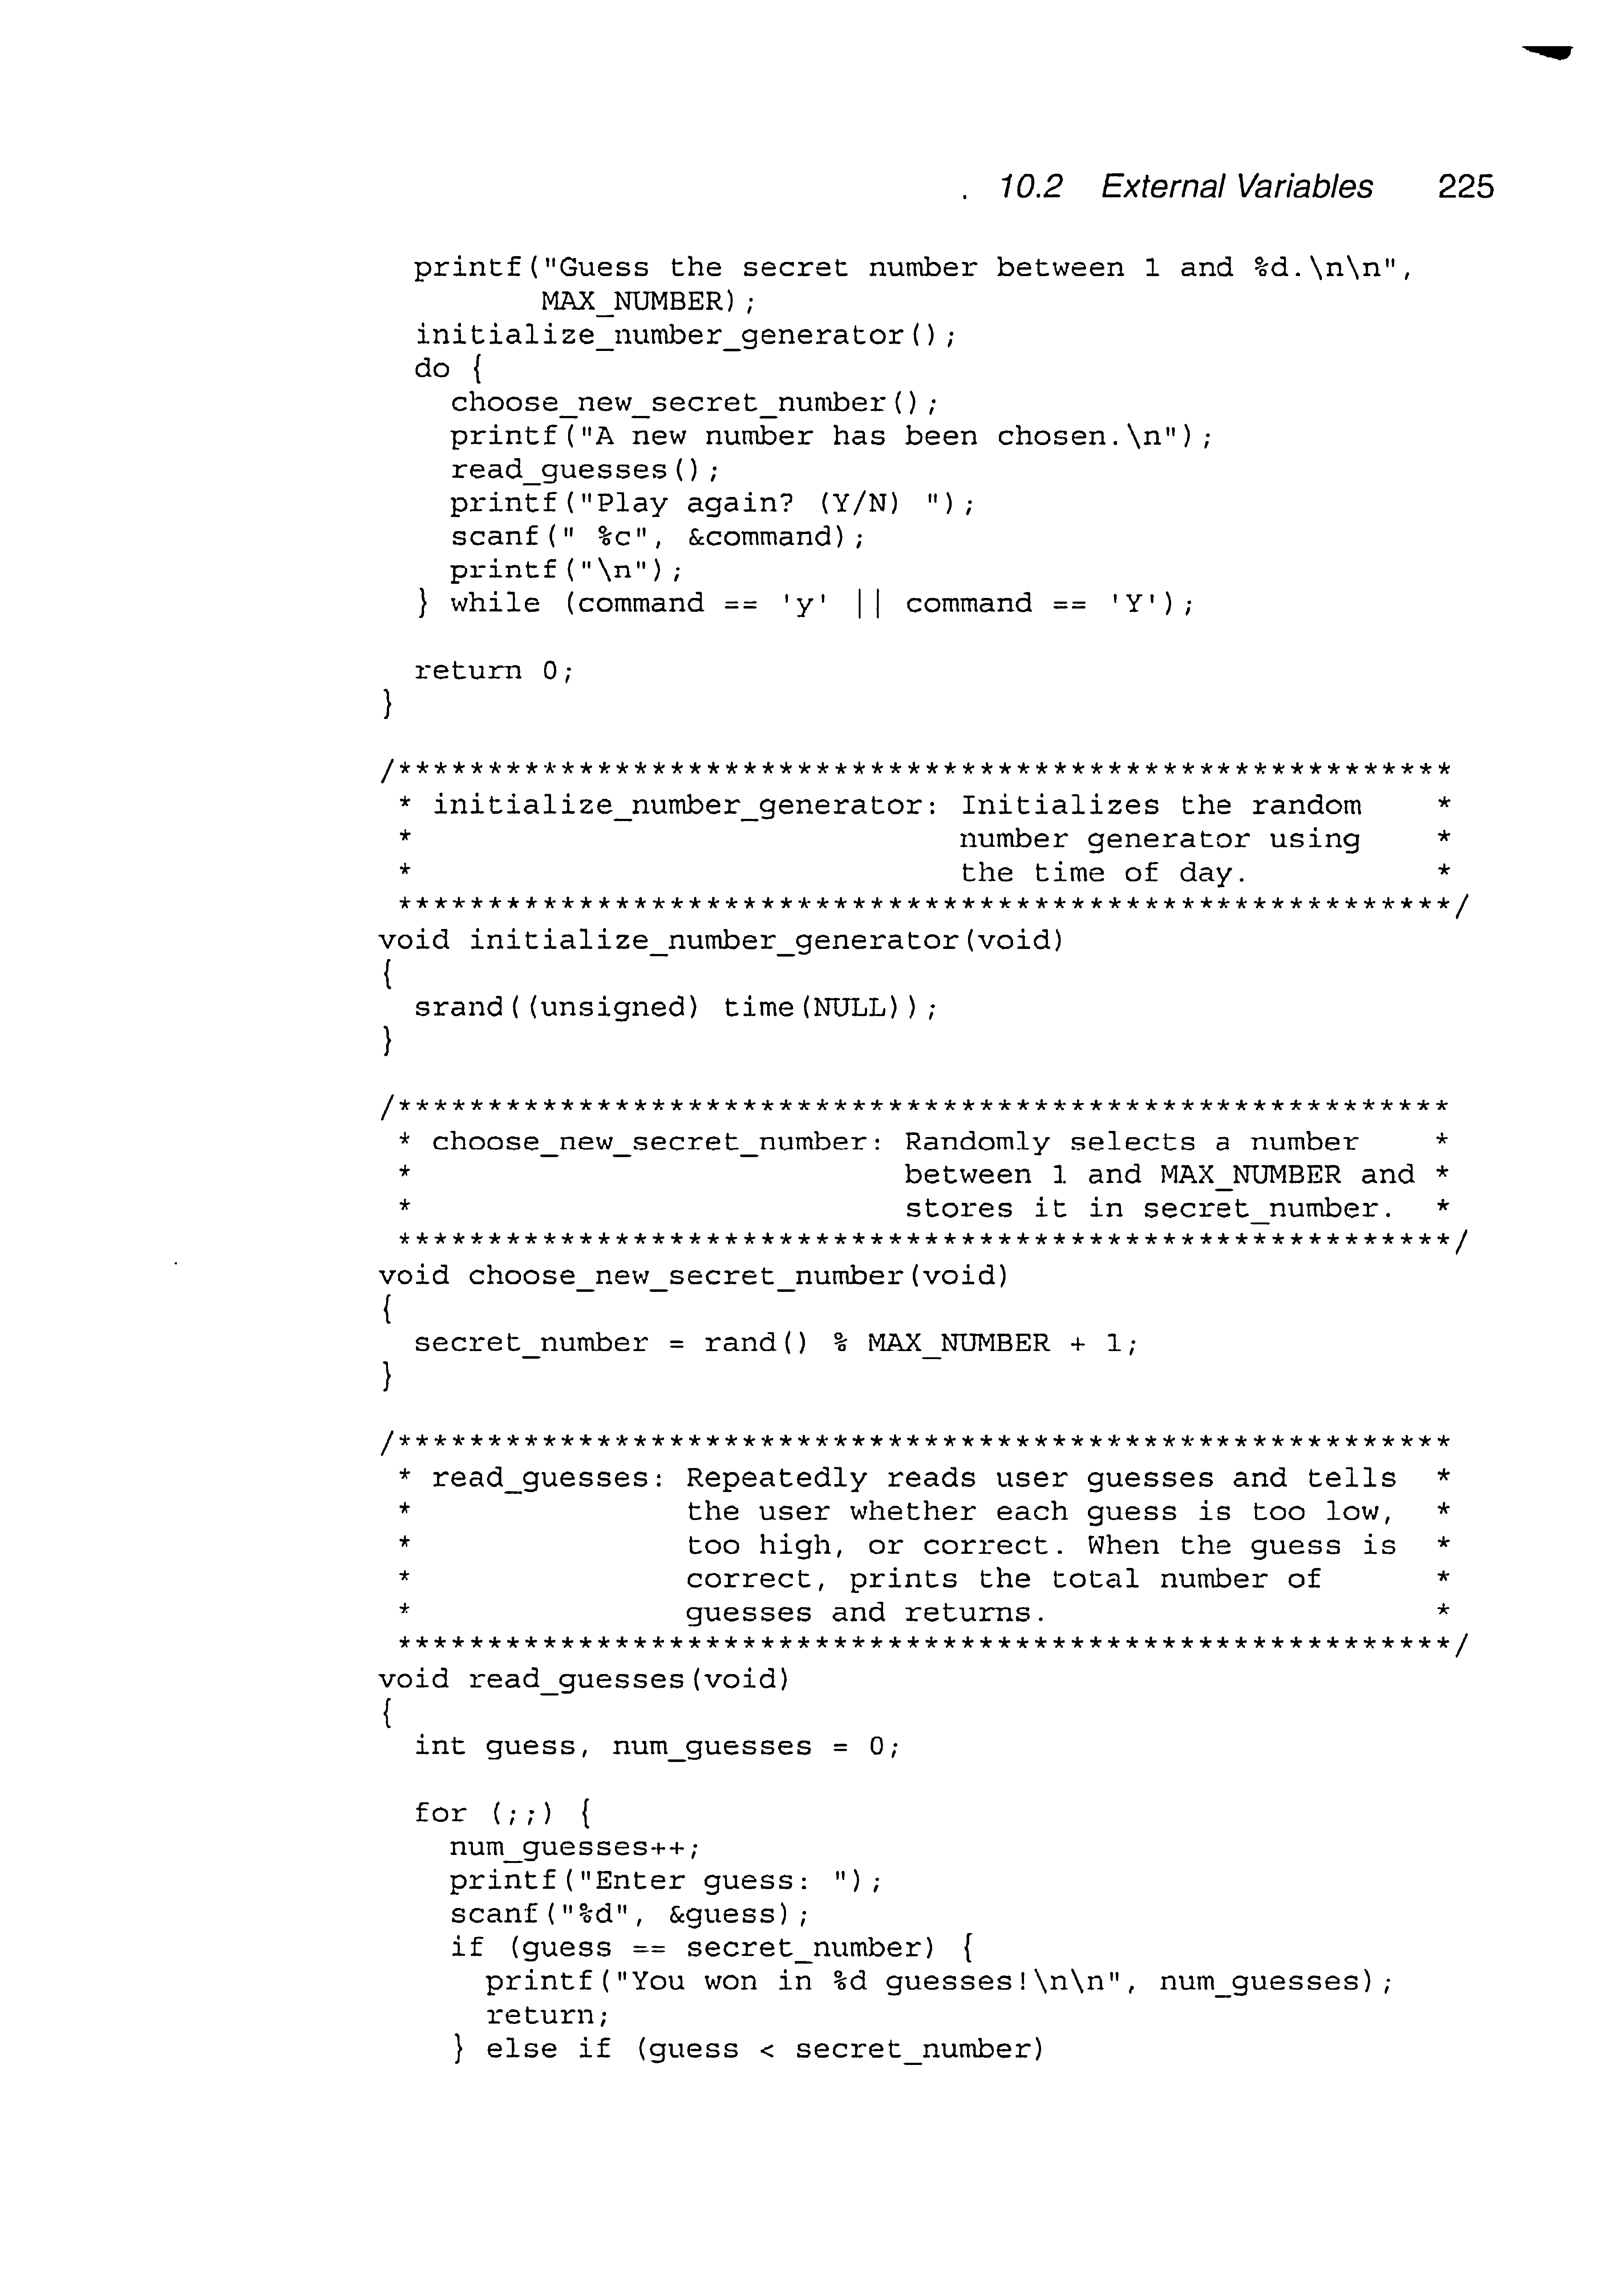 10.2 External Variables 225
printf("Guess the secret number between 1 and %d.\n\n",
MAX_NUMBER);
initialize_number_generator();
do {
choose_new_secret_number();
printf("A new number has been chosen.\n");
read_guesses();
printf("Play again? (Y/N) ");
scanf(" %c", &command);
printf("\n");
} while (command == 'y' || command == 'Y');
return 0;
}
/**********************************************************
* initialize_number_generator: Initializes the random *
* number generator using *
* the time of day. *
**********************************************************/
void initialize_number_generator(void)
{
srand((unsigned) time(NULL));
}
/**********************************************************
* choose_new_secret_number: Randomly selects a number *
* between 1 and MAX_NUMBER and *
* stores it in secret_number. *
**********************************************************/
void choose_new_secret_number(void)
{
secret_number = rand() % MAX_NUMBER + 1;
}
/**********************************************************
* read_guesses: Repeatedly reads user guesses and tells *
* the user whether each guess is too low, *
* too high, or correct. When the guess is *
* correct, prints the total number of *
* guesses and returns. *
**********************************************************/
void read_guesses(void)
{
int guess, num_guesses = 0;
for (;;) {
num_guesses++;
printf("Enter guess: ");
scanf("%d", &guess);
if (guess == secret_number) {
printf("You won in %d guesses!\n\n", num_guesses);
return;
} else if (guess < secret_number)